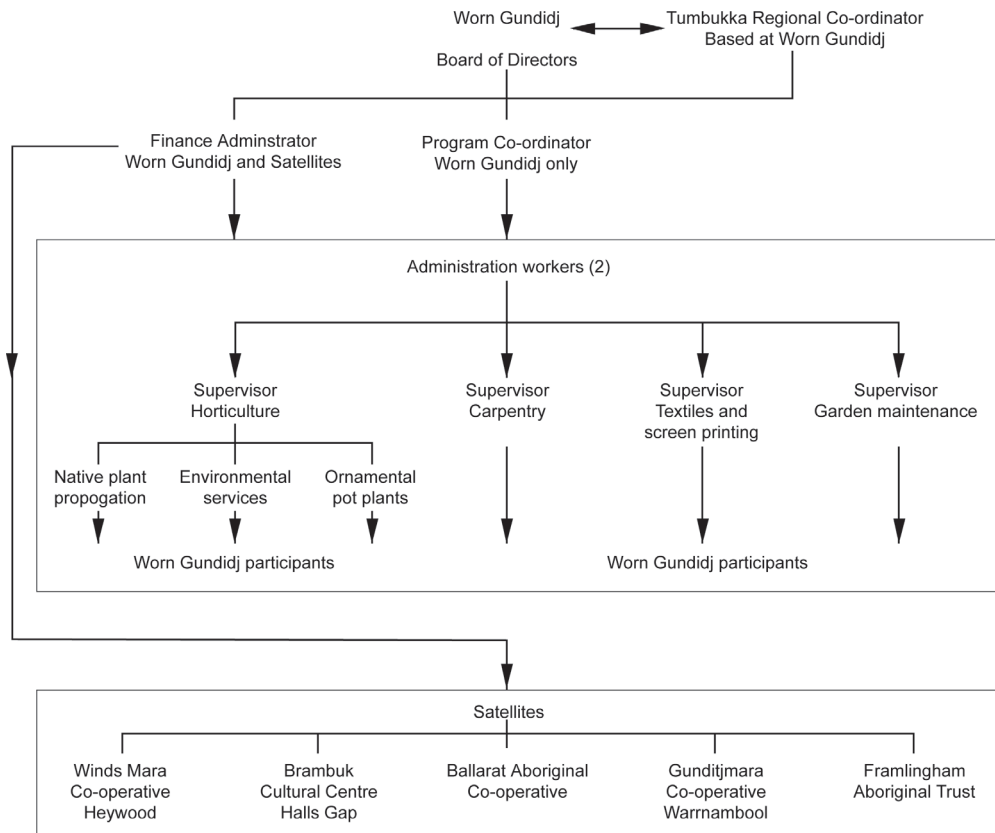 Worn Gundidj
Tumbukka Regional Co-ordinator
Based at Worn Gundidj
Board of Directors
Finance Adminstrator
Worn Gundidj and Satellites
Program Co-ordinator
Worn Gundidj only
Administration workers (2)
Supervisor
Horticulture
Supervisor
Carpentry
Supervisor
Textiles and
screen printing
Supervisor
Garden maintenance
Native plant
propogation
Environmental
services
Ornamental
pot plants
Worn Gundidj participants
Worn Gundidj participants
Satellites
Winds Mara
Co-operative
Heywood
Brambuk
Cultural Centre
Halls Gap
Ballarat Aboriginal
Co-operative
Gunditjmara
Co-operative
Warrnambool
Framlingham
Aboriginal Trust